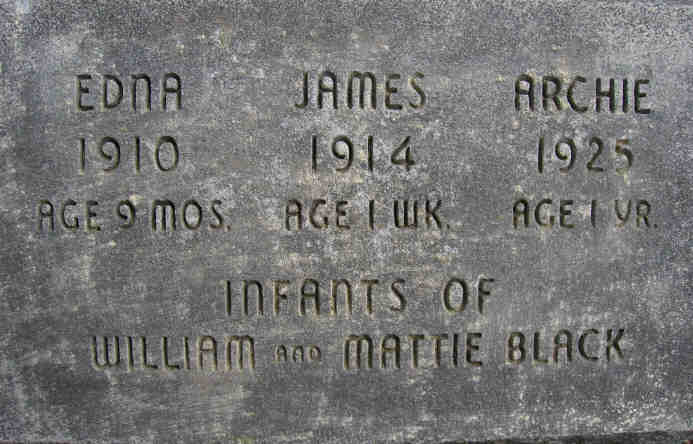 EDNA JAMES ARCHIE
1910 1914 1925
AGE 9 MOS. AGE 1 WK. AGE 1 YR.
INFANTS OF
WILLIAM AND MATTIE BLACK